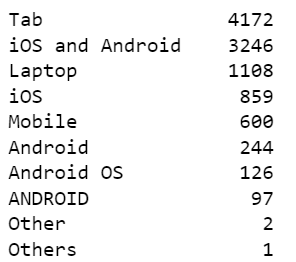 Tab 4172
iOS and Android 3246
Laptop 1108
iOS 859
Mobile 600
Android 244
Android OS 126
ANDROID 97
Other 2
Others 1